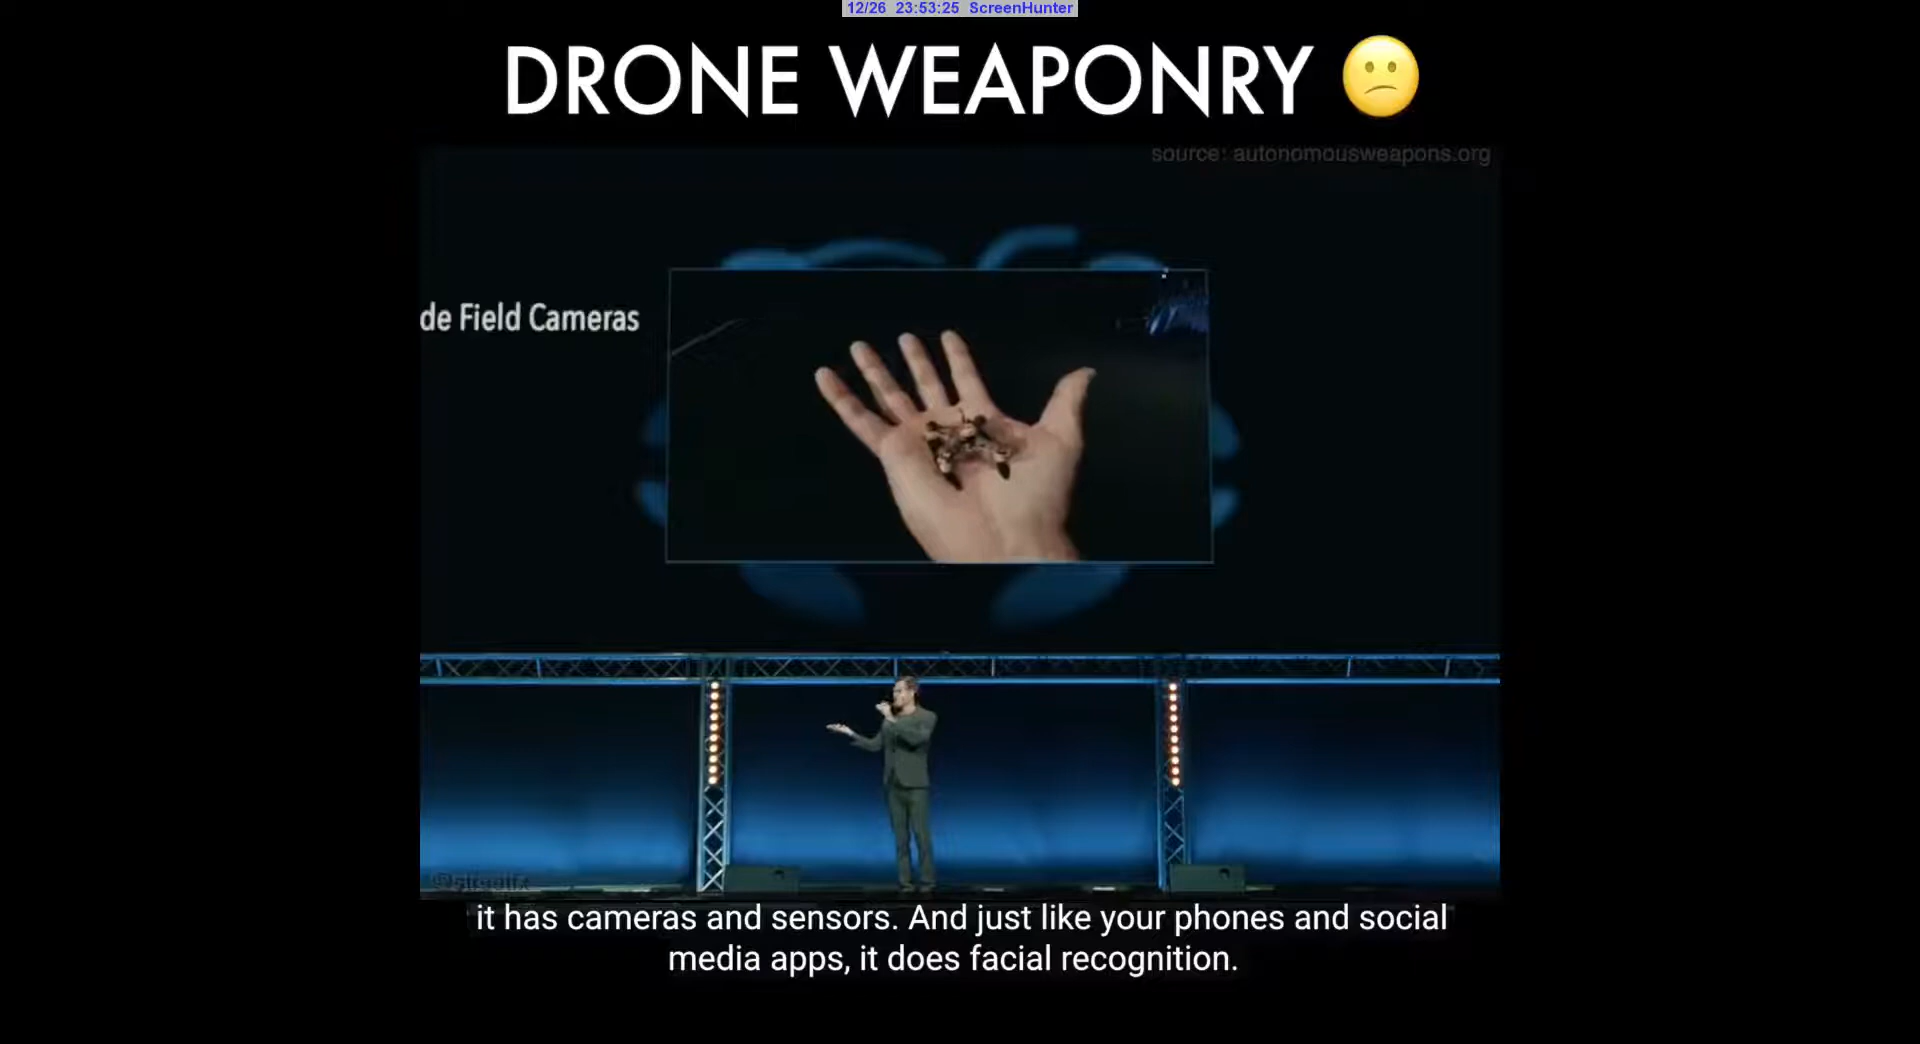 12/26 23:53:25 ScreenHunter
DRONE WEAPONRY 😕
source: autonomousweapons.org
de Field Cameras
it has cameras and sensors. And just like your phones and social
media apps, it does facial recognition.